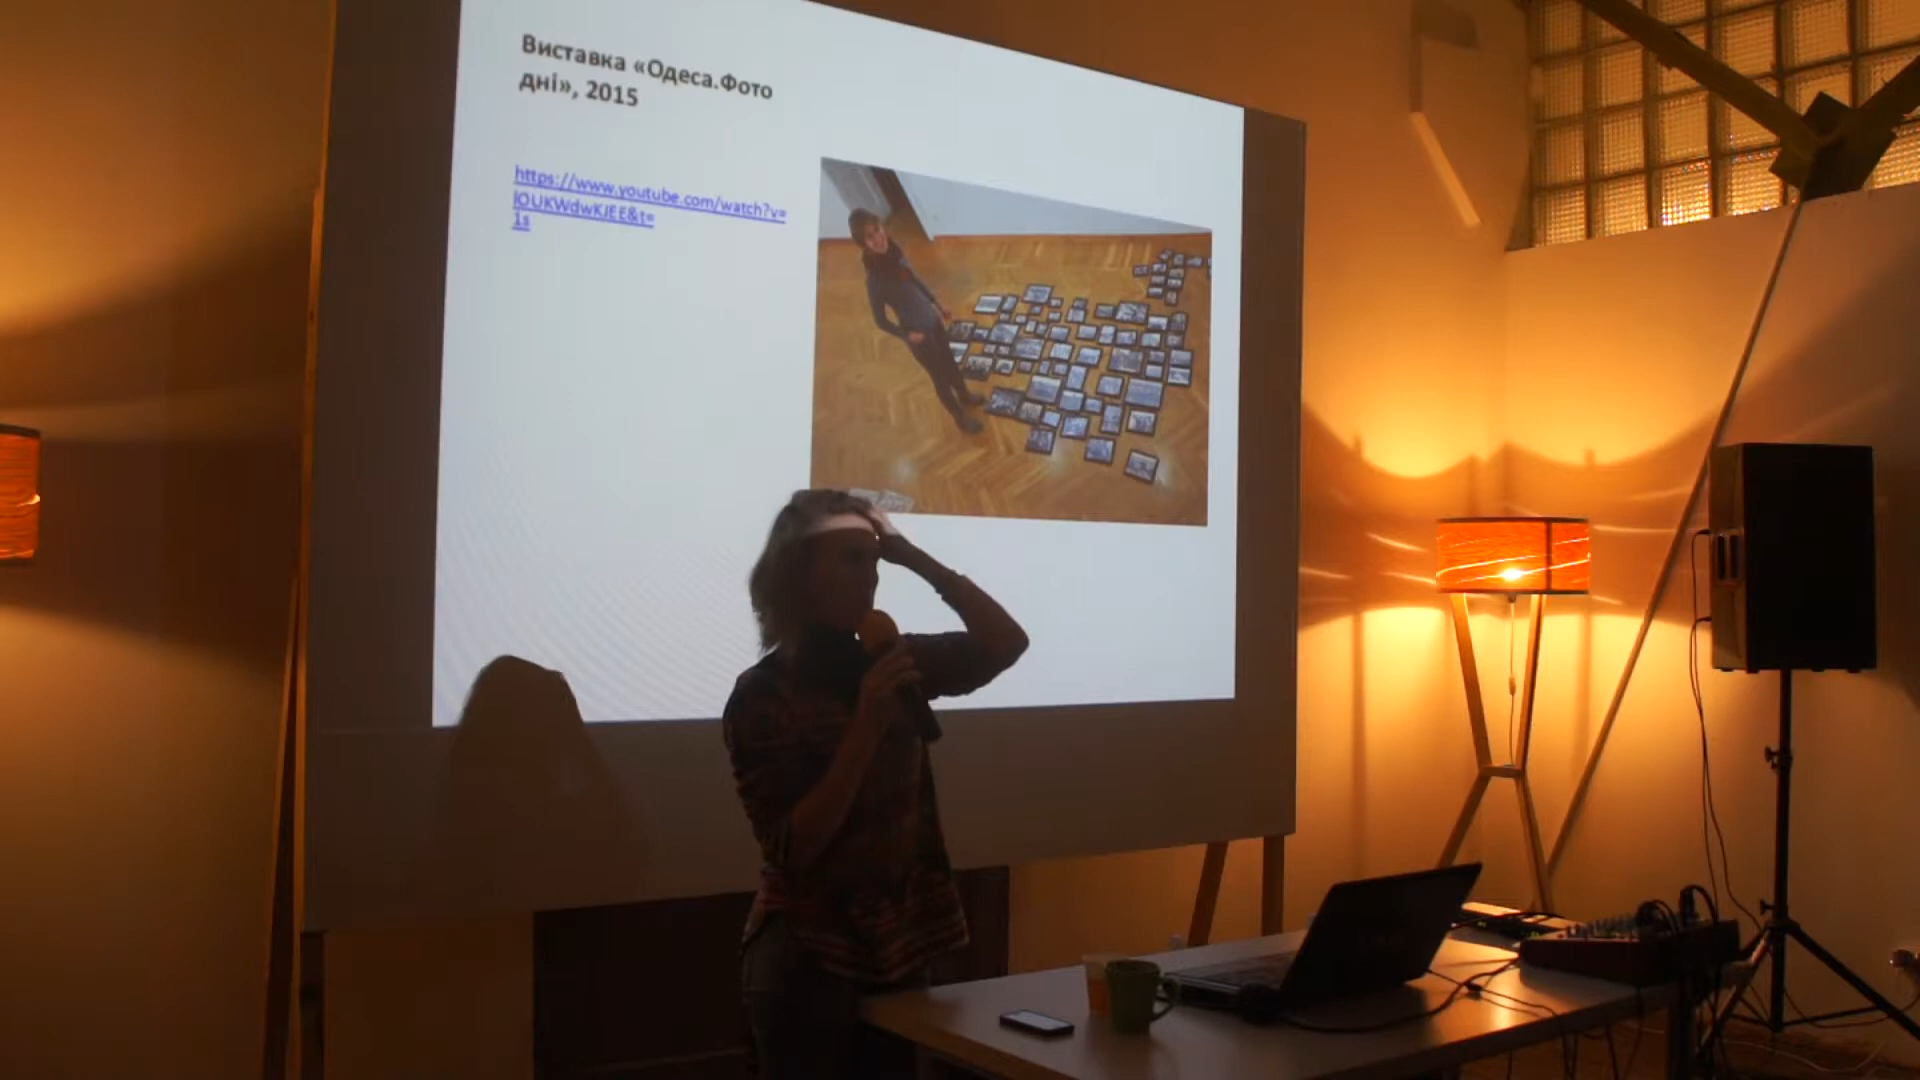 Виставка «Одеса.Фото
дні», 2015
https://www.youtube.com/watch?v=
lOUKWdwKJEE&t=
1s